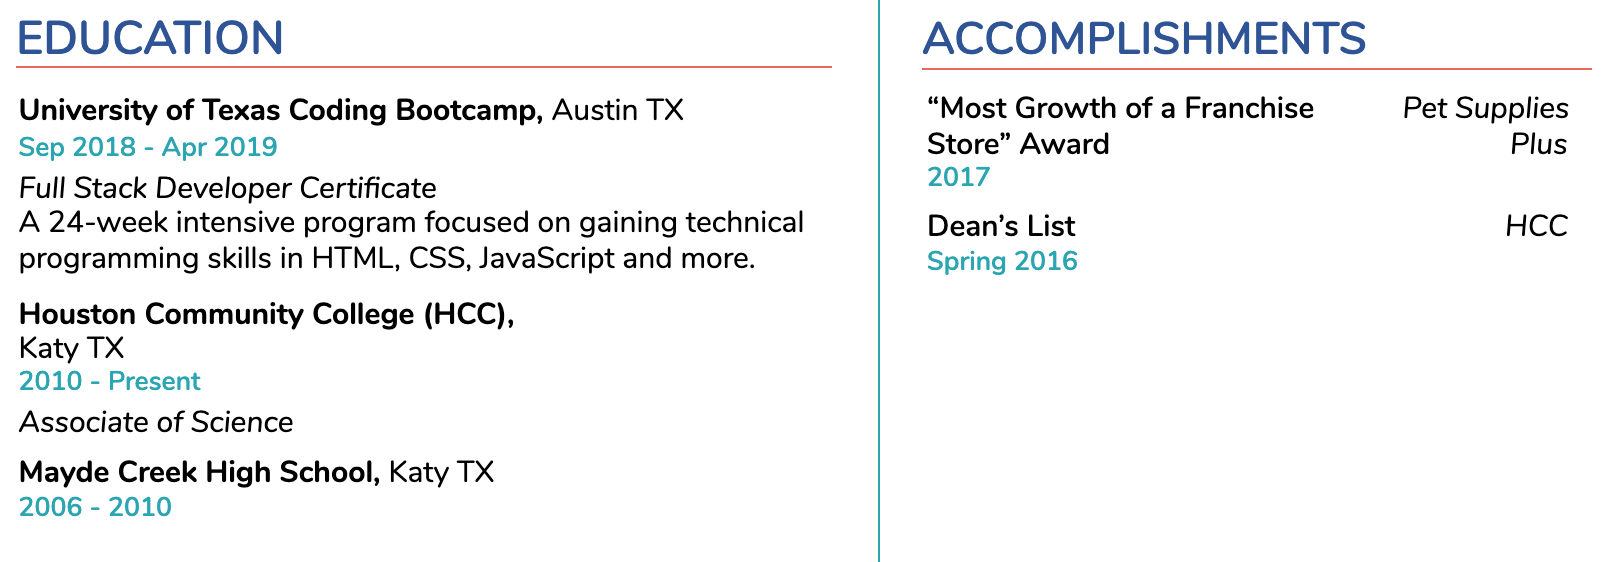 EDUCATION
University of Texas Coding Bootcamp, Austin TX
Sep 2018 - Apr 2019
Full Stack Developer Certificate
A 24-week intensive program focused on gaining technical
programming skills in HTML, CSS, JavaScript and more.
Houston Community College (HCC),
Katy TX
2010 - Present
Associate of Science
Mayde Creek High School, Katy TX
2006 - 2010
ACCOMPLISHMENTS
“Most Growth of a Franchise Pet Supplies
Store” Award Plus
2017
Dean’s List HCC
Spring 2016